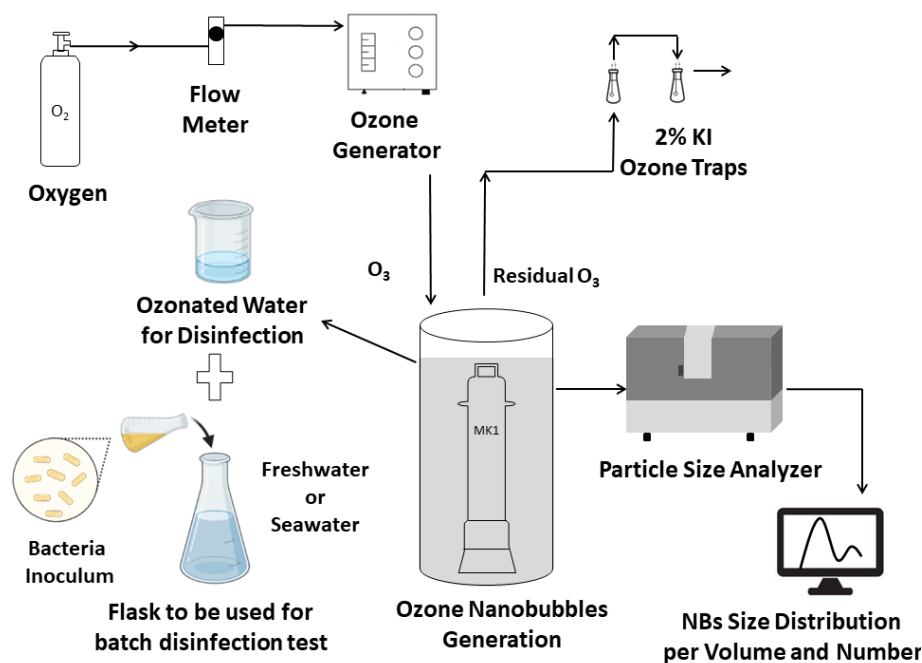 O₂
Oxygen
Flow
Meter
Ozone
Generator
2% KI
Ozone Traps
O₃
Residual O₃
Ozonated Water
for Disinfection
MK1
Particle Size Analyzer
Freshwater
or
Seawater
Bacteria
Inoculum
Flask to be used for
batch disinfection test
Ozone Nanobubbles
Generation
NBs Size Distribution
per Volume and Number